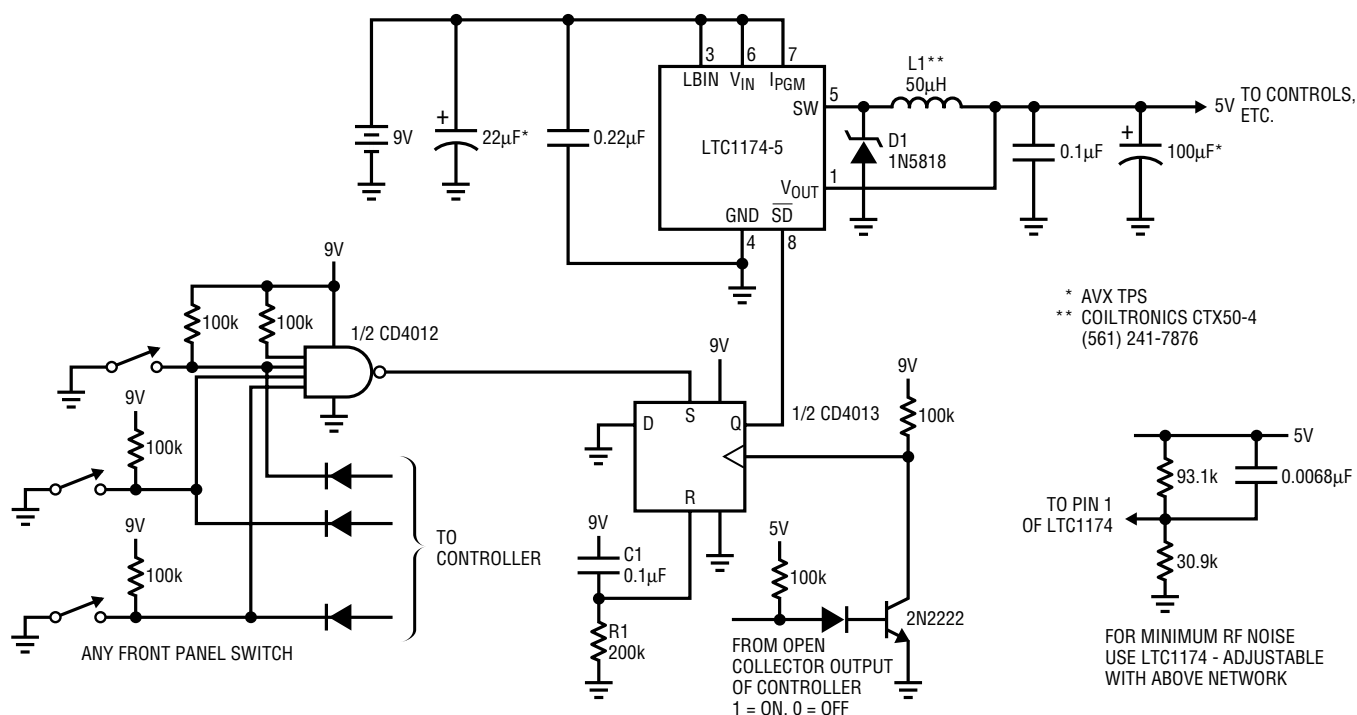 3
6
7
LBIN
VIN
IPGM
SW
5
L1**
50µH
5V
TO CONTROLS,
ETC.
9V
+
22µF*
0.22µF
LTC1174-5
D1
1N5818
0.1µF
+
100µF*
VOUT
1
GND
SD
4
8
9V
100k
100k
1/2 CD4012
* AVX TPS
** COILTRONICS CTX50-4
(561) 241-7876
9V
100k
9V
S
D
Q
R
1/2 CD4013
9V
100k
5V
93.1k
0.0068µF
TO PIN 1
OF LTC1174
30.9k
9V
100k
TO
CONTROLLER
9V
C1
0.1µF
R1
200k
5V
100k
2N2222
ANY FRONT PANEL SWITCH
FROM OPEN
COLLECTOR OUTPUT
OF CONTROLLER
1 = ON, 0 = OFF
FOR MINIMUM RF NOISE
USE LTC1174 - ADJUSTABLE
WITH ABOVE NETWORK